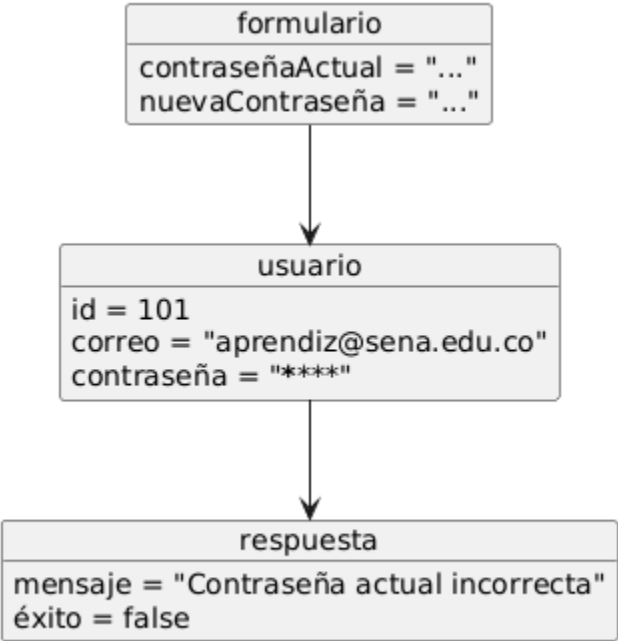 formulario
contraseñaActual = "..."
nuevaContraseña = "..."
usuario
id = 101
correo = "aprendiz@sena.edu.co"
contraseña = "*****"
respuesta
mensaje = "Contraseña actual incorrecta"
éxito = false